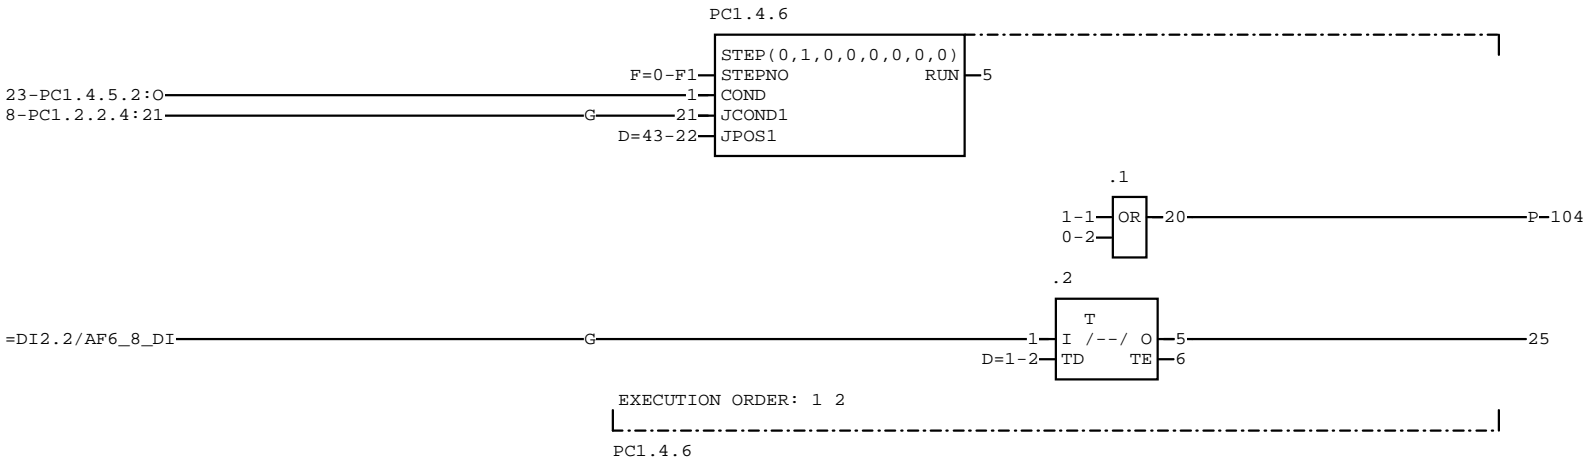 PC1.4.6
STEP(0,1,0,0,0,0,0,0)
F=0-F1 STEPNO RUN 5
23-PC1.4.5.2:O 1 COND
8-PC1.2.2.4:21 G 21 JCOND1
D=43-22 JPOS1
.1
1-1 OR 20 P-104
0-2
.2
T
=DI2.2/AF6_8_DI G 1 I /--/ O 5 25
D=1-2 TD TE 6
EXECUTION ORDER: 1 2
PC1.4.6